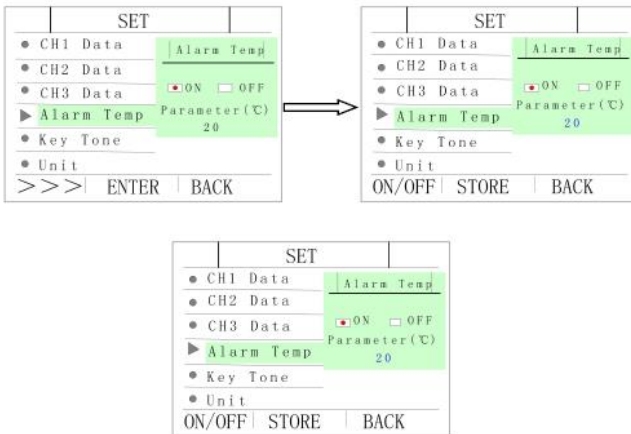 SET
CH1 Data
CH2 Data
CH3 Data
Alarm Temp
Key Tone
Unit
Alarm Temp
ON OFF
Parameter(℃)
20
>>> ENTER BACK
SET
CH1 Data
CH2 Data
CH3 Data
Alarm Temp
Key Tone
Unit
Alarm Temp
ON OFF
Parameter(℃)
20
ON/OFF STORE BACK
SET
CH1 Data
CH2 Data
CH3 Data
Alarm Temp
Key Tone
Unit
Alarm Temp
ON OFF
Parameter(℃)
20
ON/OFF STORE BACK